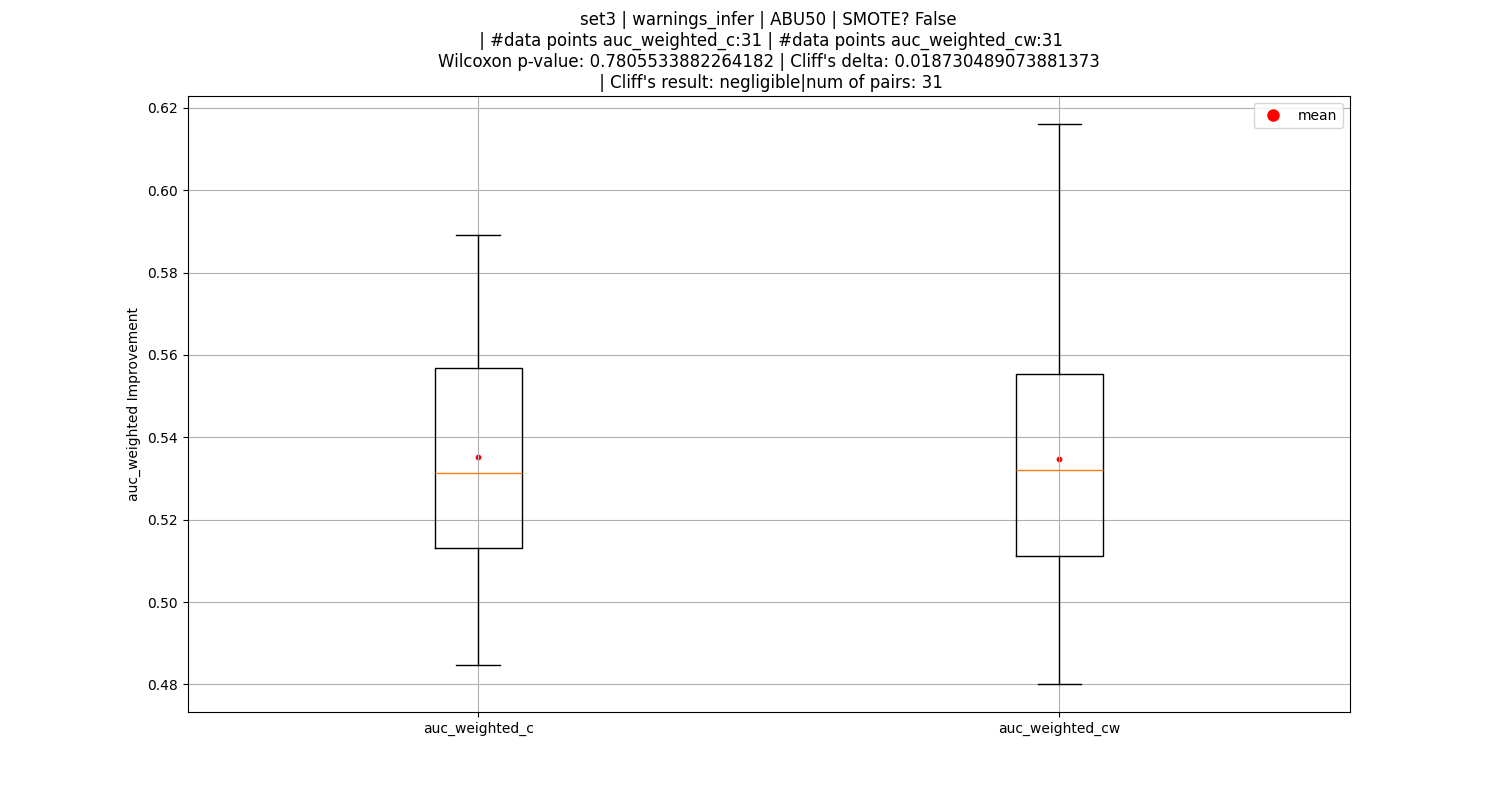 set3 | warnings_infer | ABU50 | SMOTE? False
| #data points auc_weighted_c:31 | #data points auc_weighted_cw:31
Wilcoxon p-value: 0.7805533882264182 | Cliff's delta: 0.018730489073881373
| Cliff's result: negligible|num of pairs: 31
mean
auc_weighted Improvement
0.62
0.60
0.58
0.56
0.54
0.52
0.50
0.48
auc_weighted_c
auc_weighted_cw